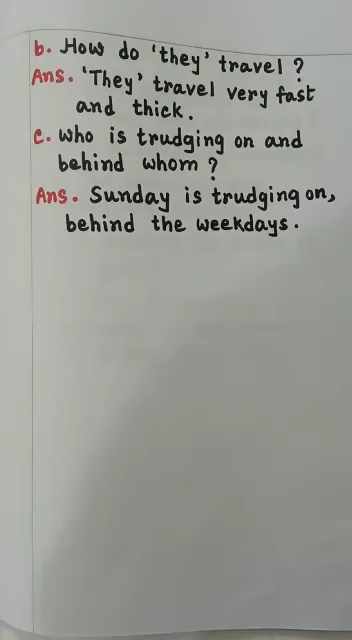 b. How do 'they' travel ?
Ans. 'They' travel very fast
and thick.
c. who is trudging on and
behind whom ?
Ans. Sunday is trudging on,
behind the weekdays.